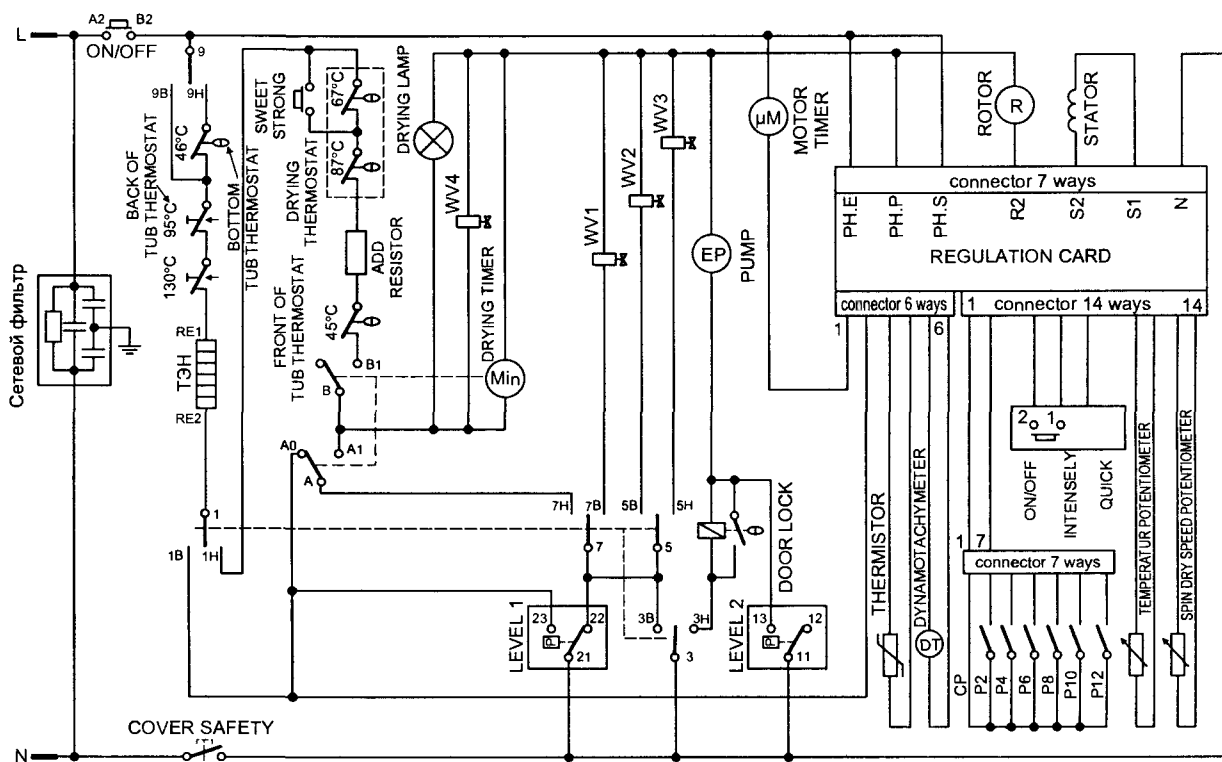 L
A2
B2
ON/OFF
9
9B
9H
46°C
BACK OF
TUB THERMOSTAT
95°C
130°C
BOTTOM
TUB THERMOSTAT
SWEET
STRONG
67°C
87°C
DRYING
THERMOSTAT
ADD
RESISTOR
45°C
FRONT OF
TUB THERMOSTAT
B1
B
DRYING LAMP
WV4
DRYING TIMER
Min
WV1
WV2
WV3
EP
PUMP
µM
MOTOR
TIMER
ROTOR
R
STATOR
connector 7 ways
PH.E
PH.P
PH.S
R2
S2
S1
N
REGULATION CARD
connector 6 ways
1 connector 14 ways 14
1
6
Сетевой фильтр
RE1
ТЭН
RE2
A0
A1
A
1
1B
1H
7H
7B
5B
5H
7
5
DOOR LOCK
LEVEL 1
23
22
P
21
3B
3H
3
LEVEL 2
13
12
P
11
THERMISTOR
DYNAMOTACHYMETER
DT
2
1
ON/OFF
INTENSELY
QUICK
TEMPERATUR POTENTIOMETER
SPIN DRY SPEED POTENTIOMETER
1
7
connector 7 ways
CP
P2
P4
P6
P8
P10
P12
COVER SAFETY
N